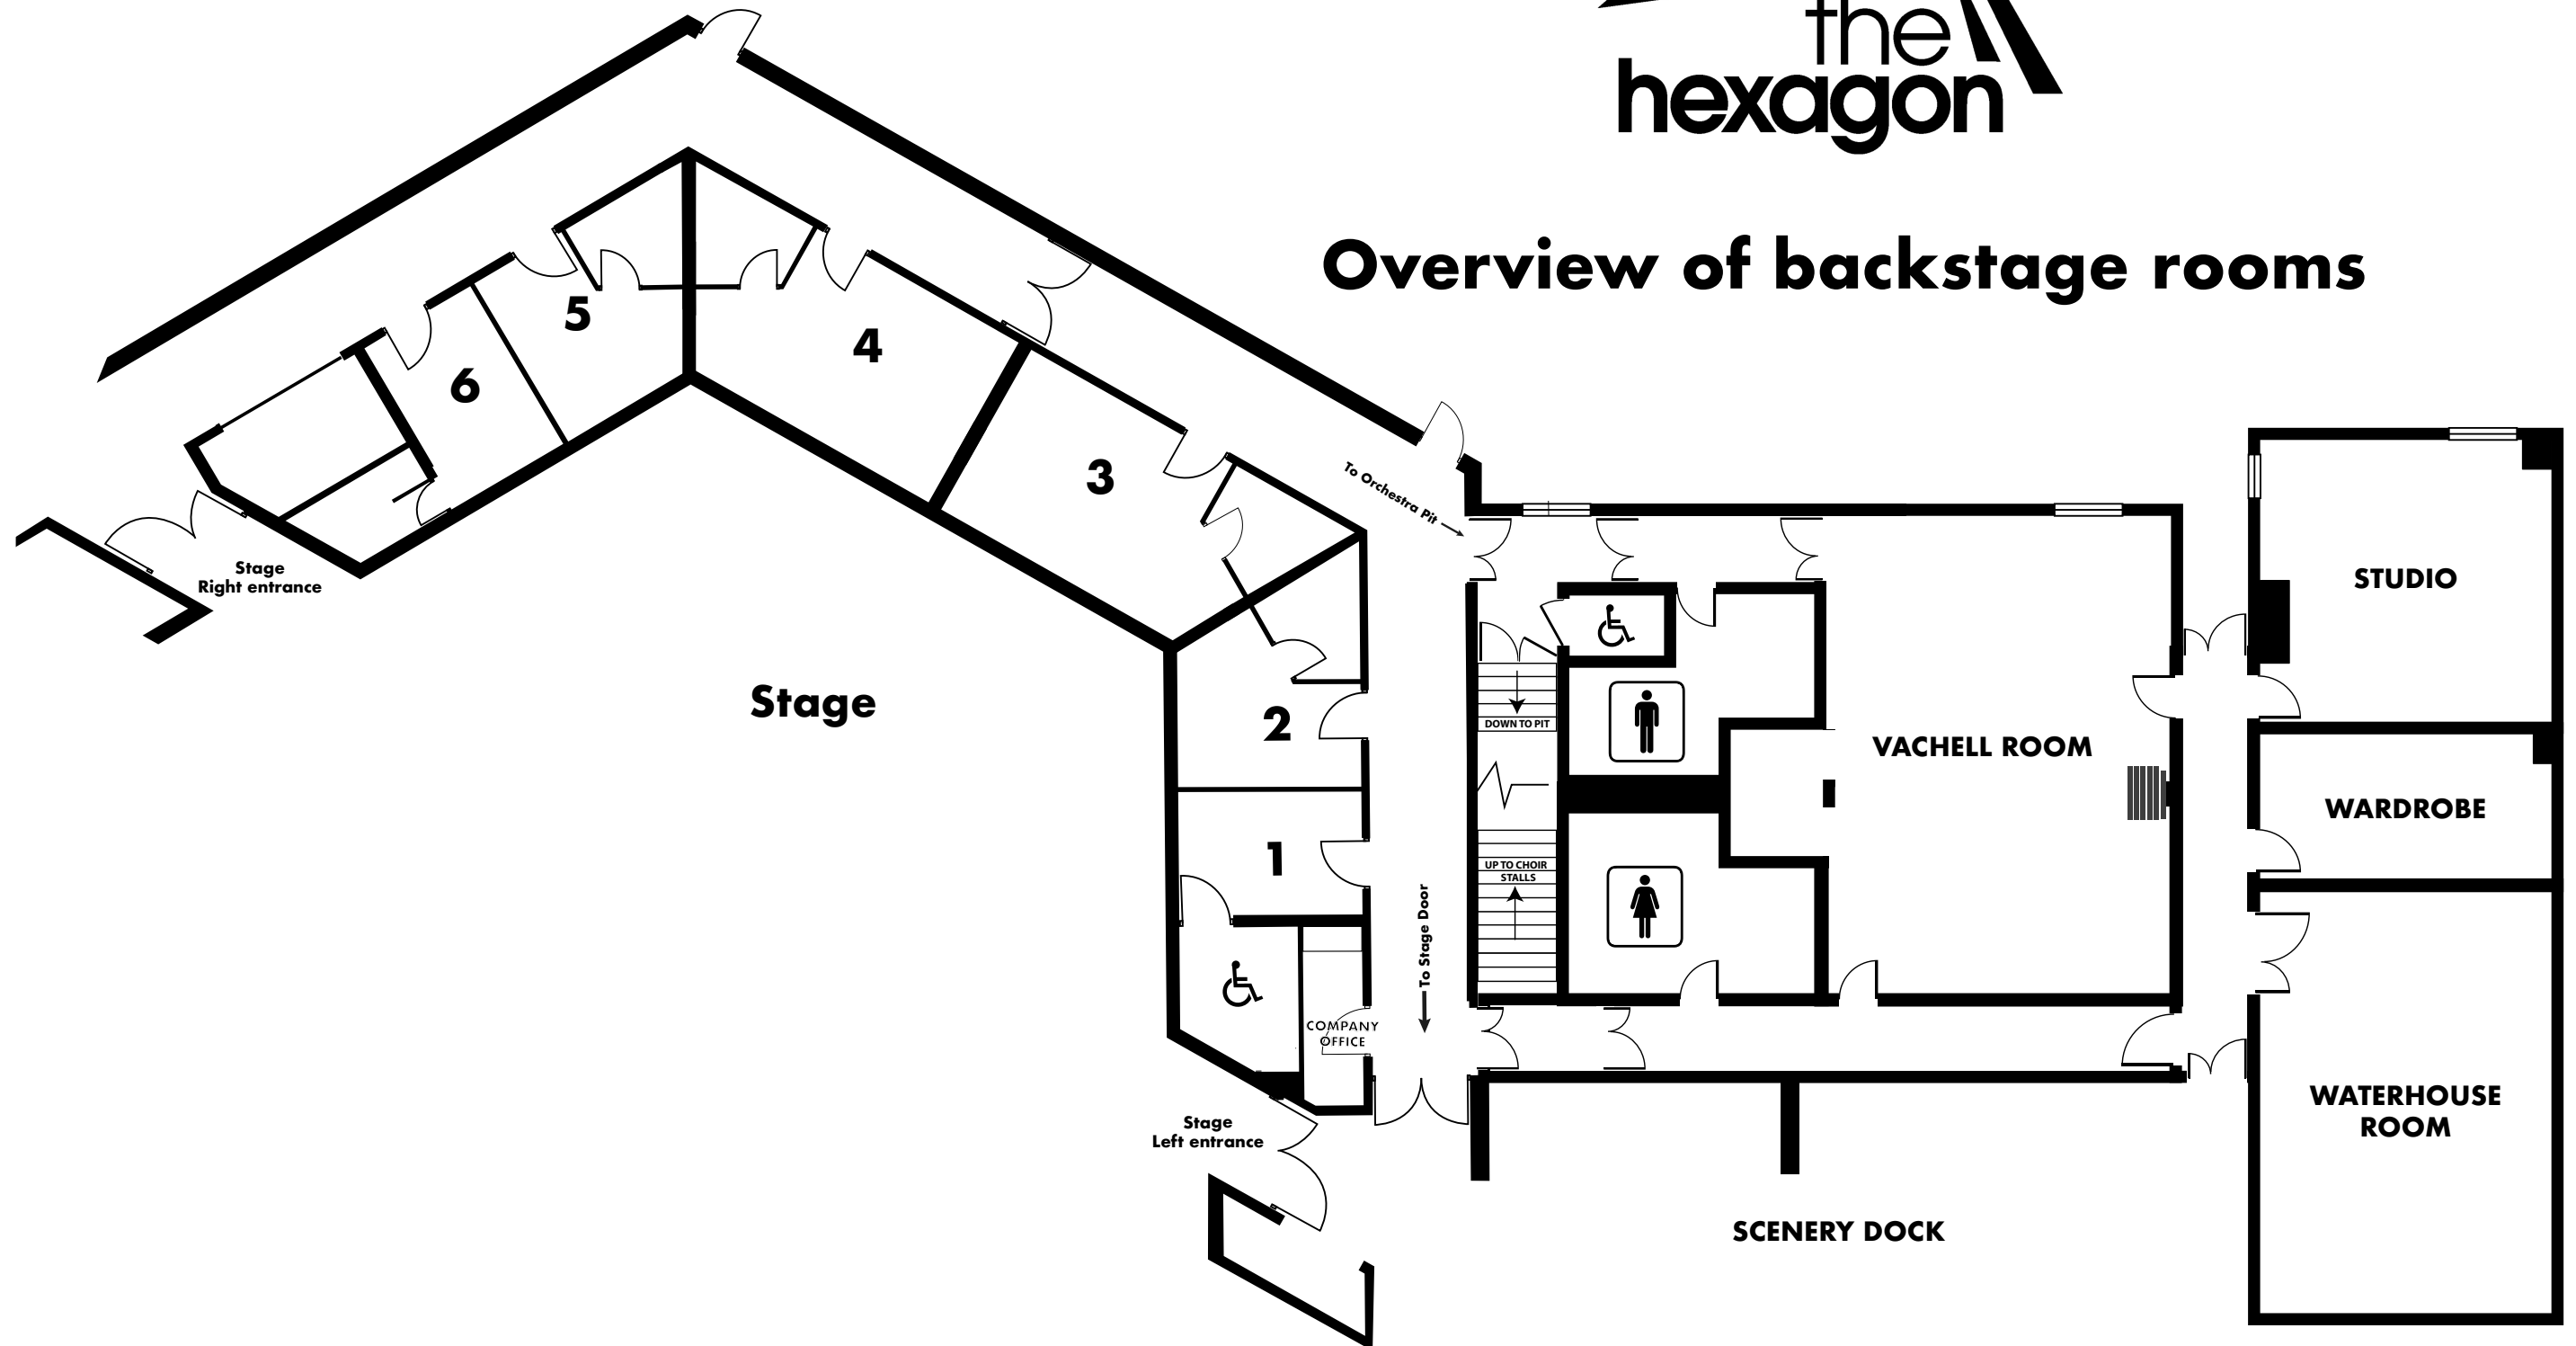 the
hexagon
Overview of backstage rooms
5
4
6
3
To Orchestra Pit
Stage
Right entrance
STUDIO
Stage
2
DOWN TO PIT
VACHELL ROOM
WARDROBE
1
UP TO CHOIR
STALLS
To Stage Door
COMPANY
OFFICE
WATERHOUSE
ROOM
Stage
Left entrance
SCENERY DOCK